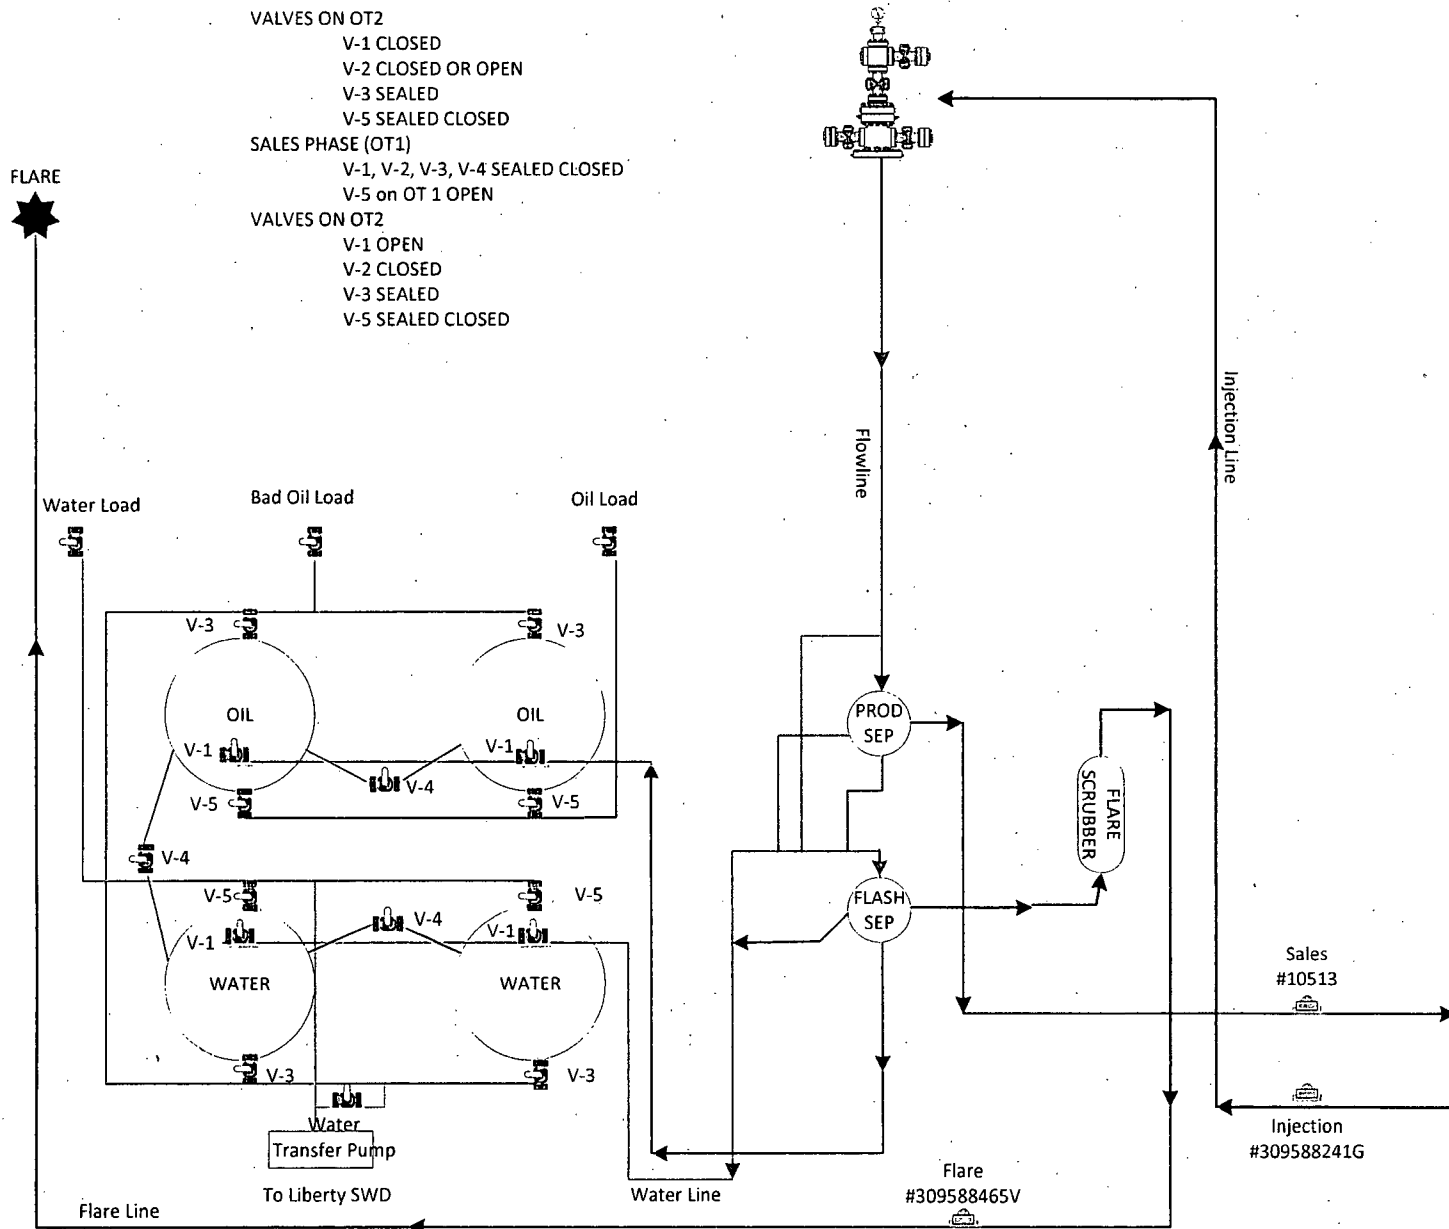 VALVES ON OT2
V-1 CLOSED
V-2 CLOSED OR OPEN
V-3 SEALED
V-5 SEALED CLOSED
SALES PHASE (OT1)
V-1, V-2, V-3, V-4 SEALED CLOSED
V-5 on OT 1 OPEN
VALVES ON OT2
V-1 OPEN
V-2 CLOSED
V-3 SEALED
V-5 SEALED CLOSED
FLARE
Injection Line
Flowline
Water Load
Bad Oil Load
Oil Load
V-3
V-3
OIL
OIL
V-1
V-1
V-4
V-5
V-5
PROD
SEP
FLARE
SCRUBBER
V-4
V-5
V-5
V-4
V-1
V-1
FLASH
SEP
WATER
WATER
Sales
#10513
V-3
V-3
Water
Transfer Pump
To Liberty SWD
Water Line
Injection
#309588241G
Flare
#309588465V
Flare Line